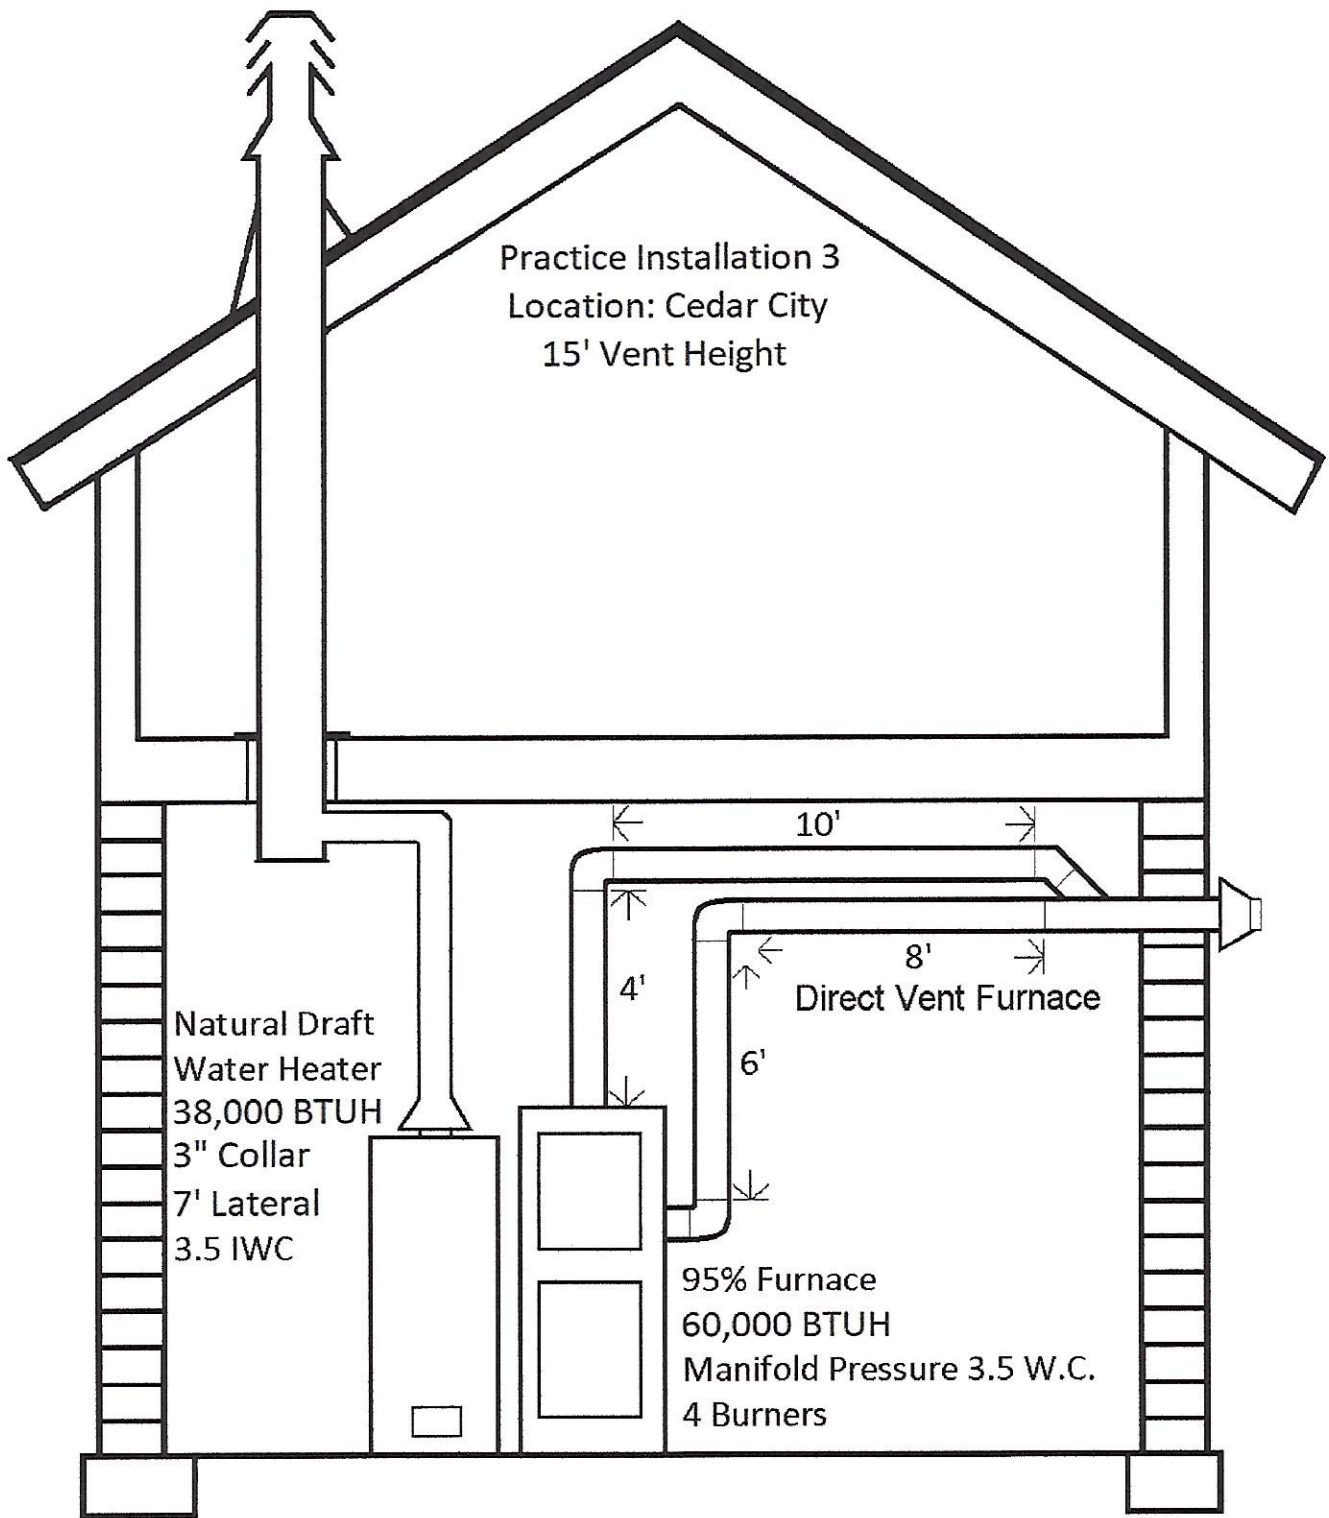 Practice Installation 3
Location: Cedar City
15' Vent Height
10'
4'
8'
Direct Vent Furnace
6'
Natural Draft
Water Heater
38,000 BTUH
3" Collar
7' Lateral
3.5 IWC
95% Furnace
60,000 BTUH
Manifold Pressure 3.5 W.C.
4 Burners